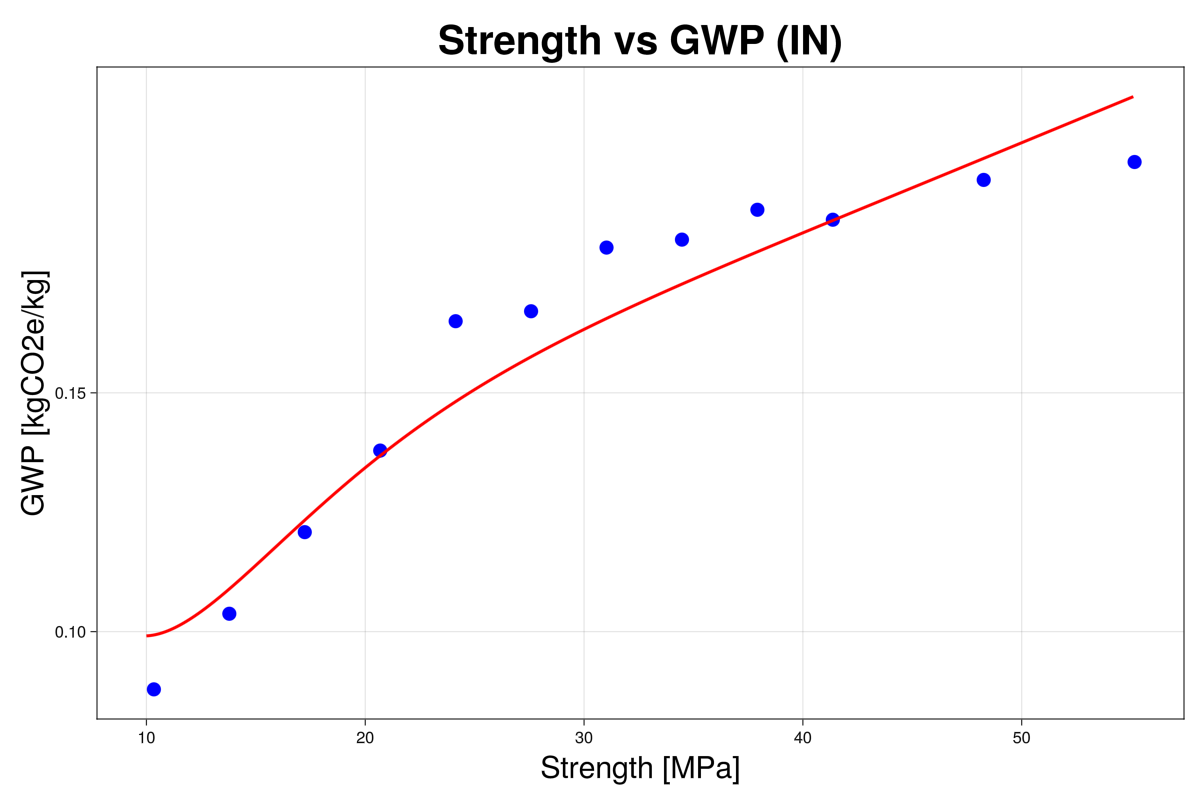 Strength vs GWP (IN)
GWP [kgCO2e/kg]
0.15
0.10
10 20 30 40 50
Strength [MPa]